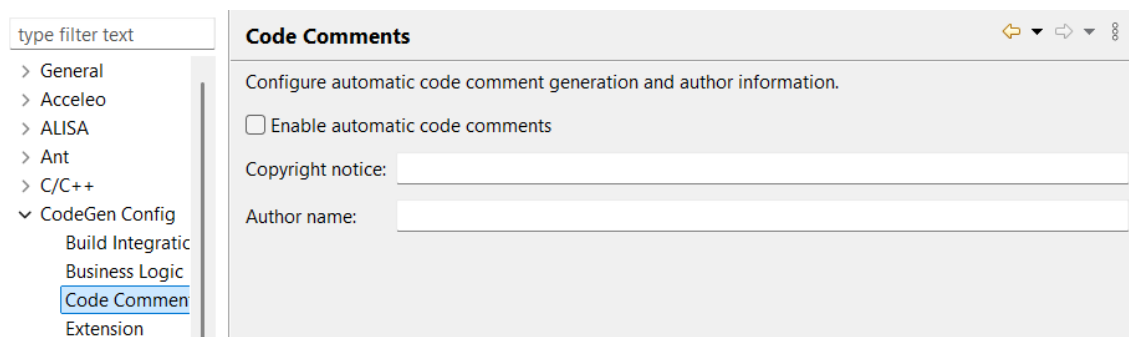 type filter text
General
Acceleo
ALISA
Ant
C/C++
CodeGen Config
Build Integratic
Business Logic
Code Commen
Extension
Code Comments
Configure automatic code comment generation and author information.
Enable automatic code comments
Copyright notice:
Author name: